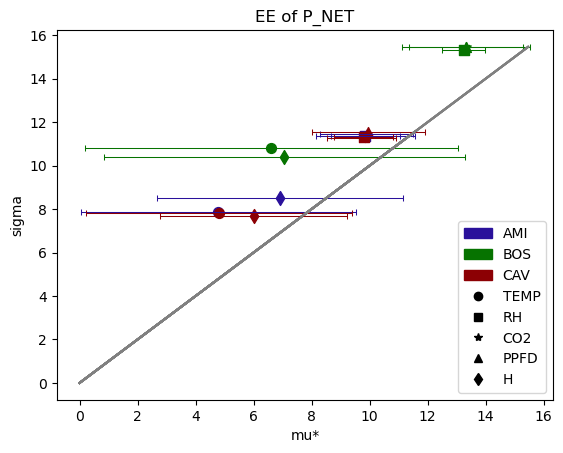 EE of P_NET
16
14
12
10
8
6
4
2
0
sigma
0 2 4 6 8 10 12 14 16
mu*
AMI
BOS
CAV
TEMP
RH
CO2
PPFD
H